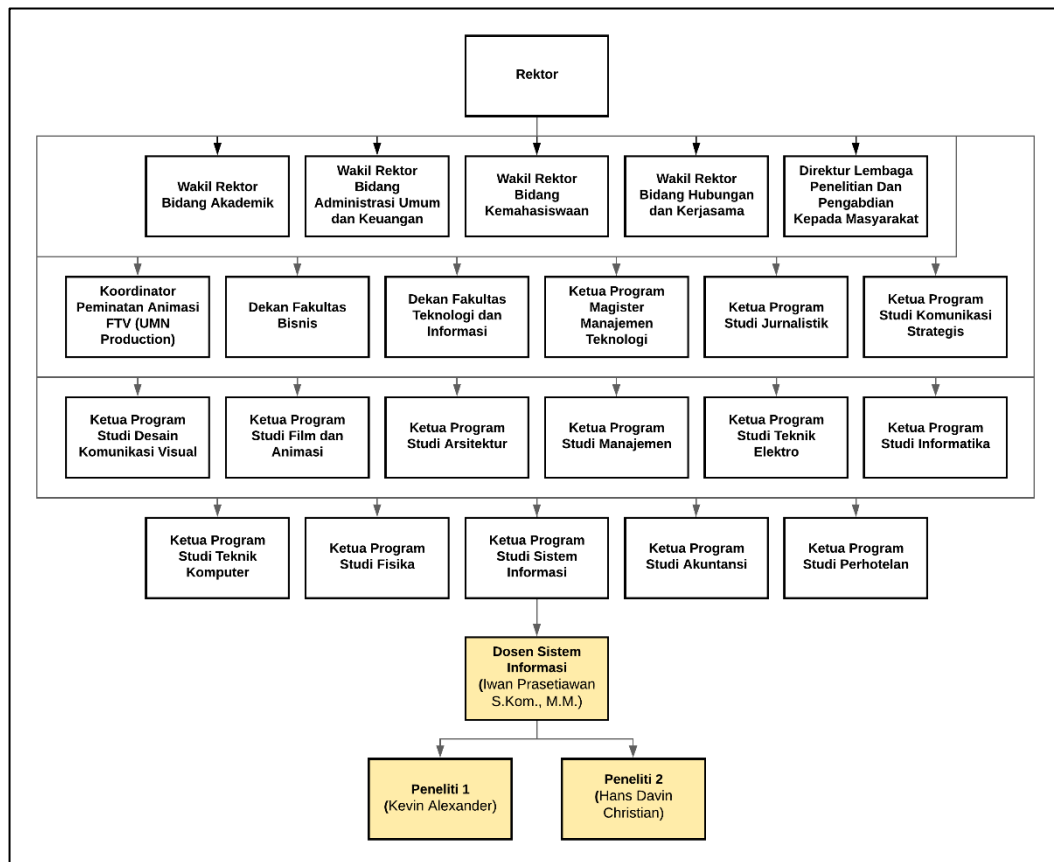 Rektor
Wakil Rektor
Bidang Akademik
Wakil Rektor
Bidang
Administrasi Umum
dan Keuangan
Wakil Rektor
Bidang
Kemahasiswaan
Wakil Rektor
Bidang Hubungan
dan Kerjasama
Direktur Lembaga
Penelitian Dan
Pengabdian
Kepada Masyarakat
Koordinator
Peminatan Animasi
FTV (UMN
Production)
Dekan Fakultas
Bisnis
Dekan Fakultas
Teknologi dan
Informasi
Ketua Program
Magister
Manajemen
Teknologi
Ketua Program
Studi Jurnalistik
Ketua Program
Studi Komunikasi
Strategis
Ketua Program
Studi Desain
Komunikasi Visual
Ketua Program
Studi Film dan
Animasi
Ketua Program
Studi Arsitektur
Ketua Program
Studi Manajemen
Ketua Program
Studi Teknik
Elektro
Ketua Program
Studi Informatika
Ketua Program
Studi Teknik
Komputer
Ketua Program
Studi Fisika
Ketua Program
Studi Sistem
Informasi
Ketua Program
Studi Akuntansi
Ketua Program
Studi Perhotelan
Dosen Sistem
Informasi
(Iwan Prasetiawan
S.Kom., M.M.)
Peneliti 1
(Kevin Alexander)
Peneliti 2
(Hans Davin
Christian)